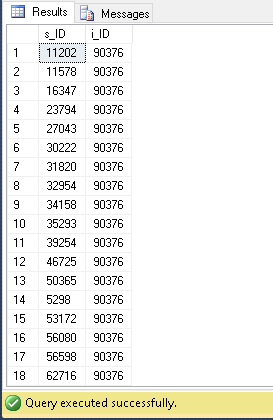 Results Messages
s_ID i_ID
1 11202 90376
2 11578 90376
3 16347 90376
4 23794 90376
5 27043 90376
6 30222 90376
7 31820 90376
8 32954 90376
9 34158 90376
10 35293 90376
11 39254 90376
12 46725 90376
13 50365 90376
14 5298 90376
15 53172 90376
16 56080 90376
17 56598 90376
18 62716 90376
Query executed successfully.